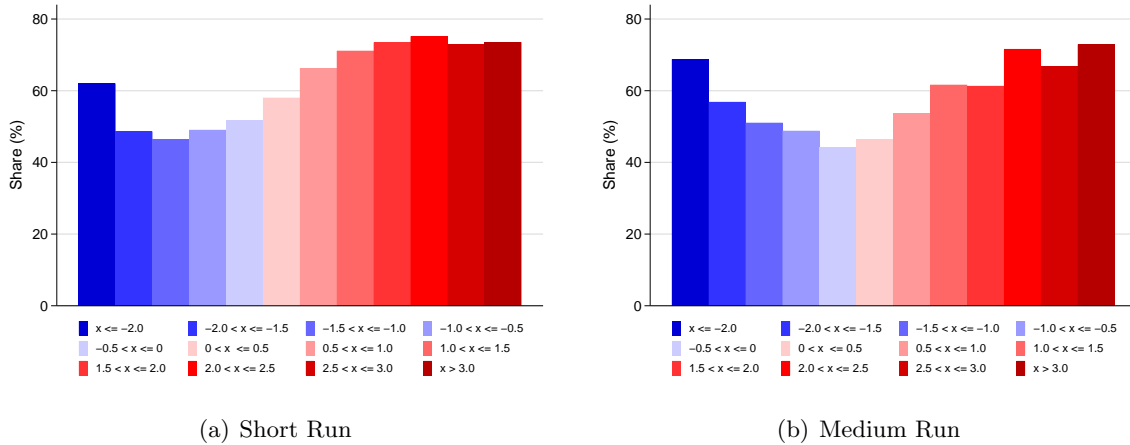 80
60
40
20
0
Share (%)
x <= −2.0
−2.0 < x <= −1.5
−1.5 < x <= −1.0
−1.0 < x <= −0.5
−0.5 < x <= 0
0 < x <= 0.5
0.5 < x <= 1.0
1.0 < x <= 1.5
1.5 < x <= 2.0
2.0 < x <= 2.5
2.5 < x <= 3.0
x > 3.0
(a) Short Run
80
60
40
20
0
Share (%)
x <= −2.0
−2.0 < x <= −1.5
−1.5 < x <= −1.0
−1.0 < x <= −0.5
−0.5 < x <= 0
0 < x <= 0.5
0.5 < x <= 1.0
1.0 < x <= 1.5
1.5 < x <= 2.0
2.0 < x <= 2.5
2.5 < x <= 3.0
x > 3.0
(b) Medium Run